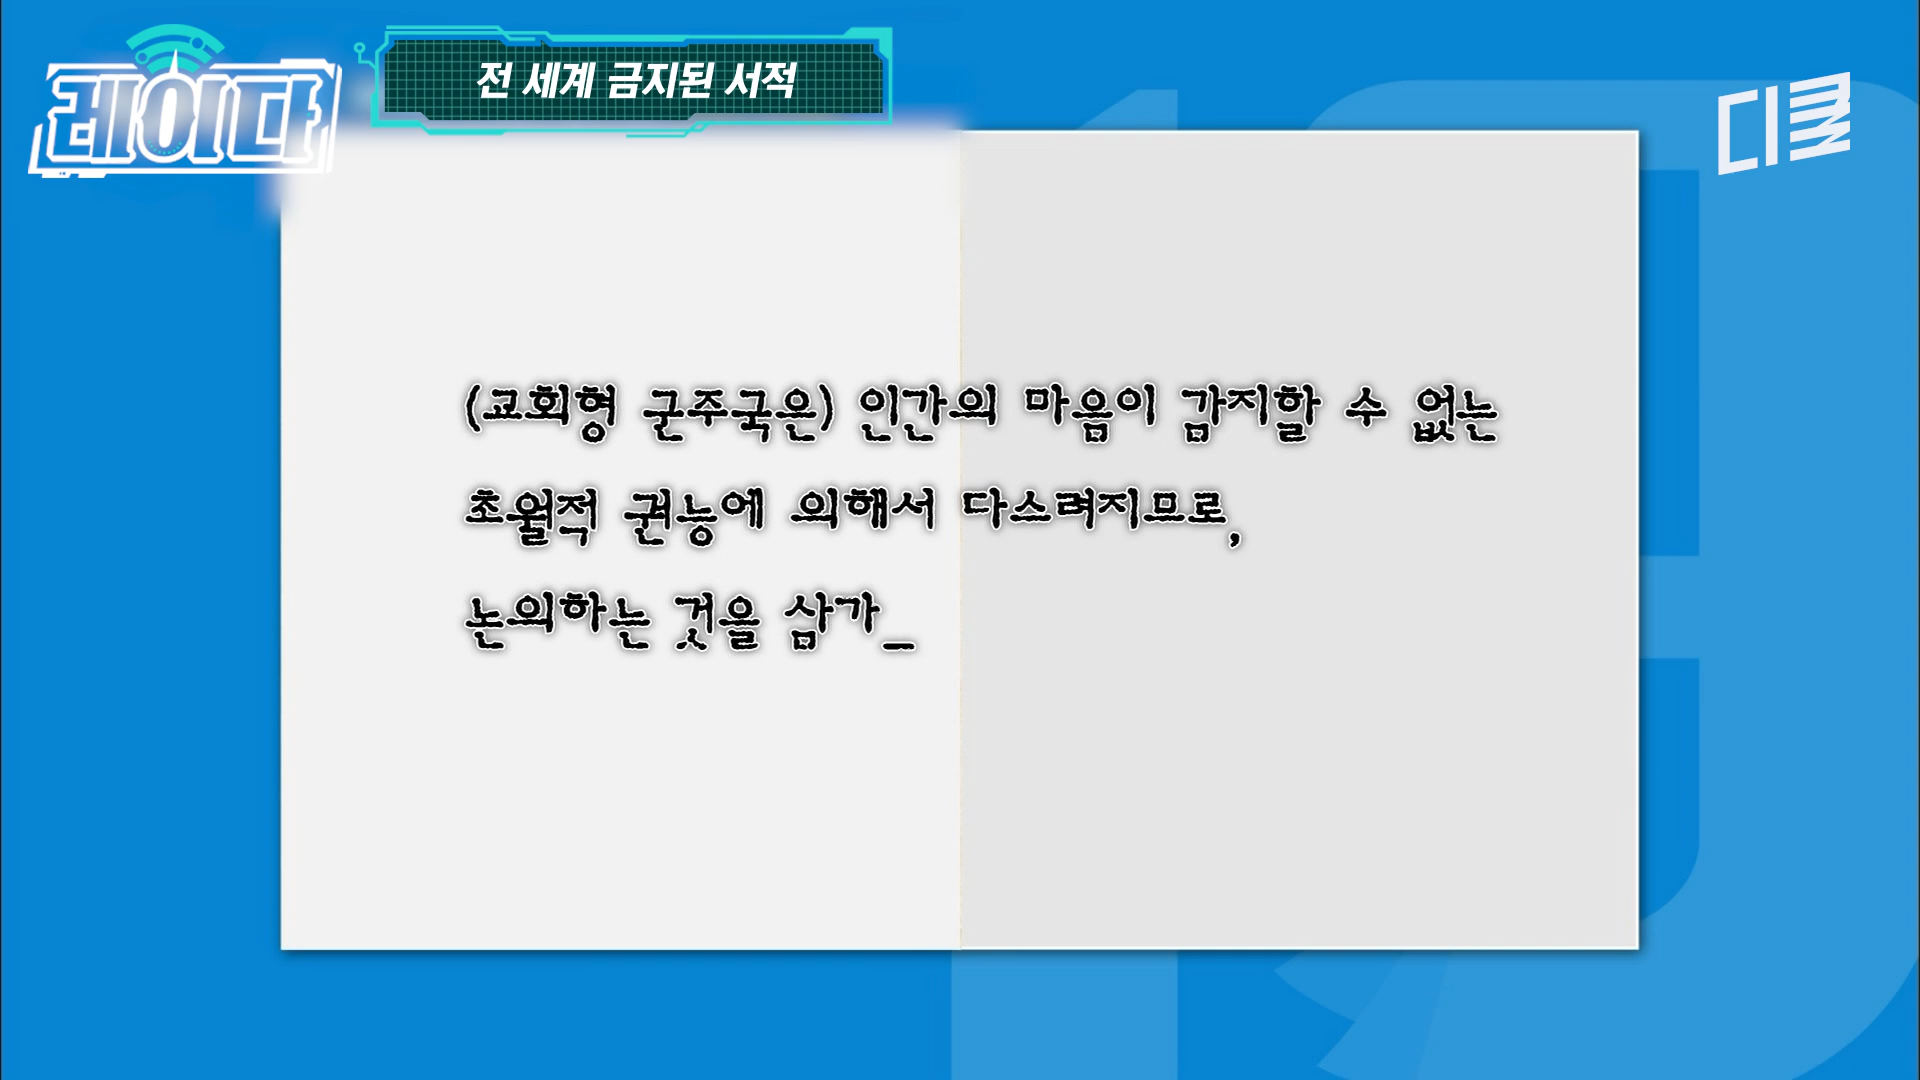 레이다
전 세계 금지된 서적
디글
(교회형 군주국은) 인간의 마음이 감지할 수 없는
초월적 권능에 의해서 다스려지므로,
논의하는 것을 삼가_